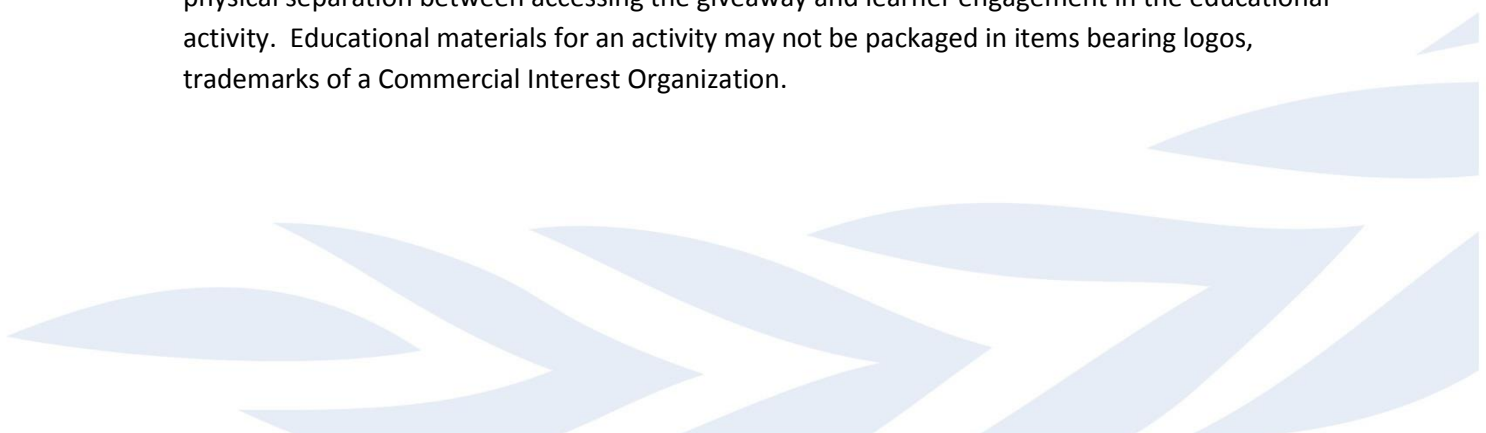 physical separation between accessing the giveaway and learner engagement in the educational
activity.  Educational materials for an activity may not be packaged in items bearing logos,
trademarks of a Commercial Interest Organization.